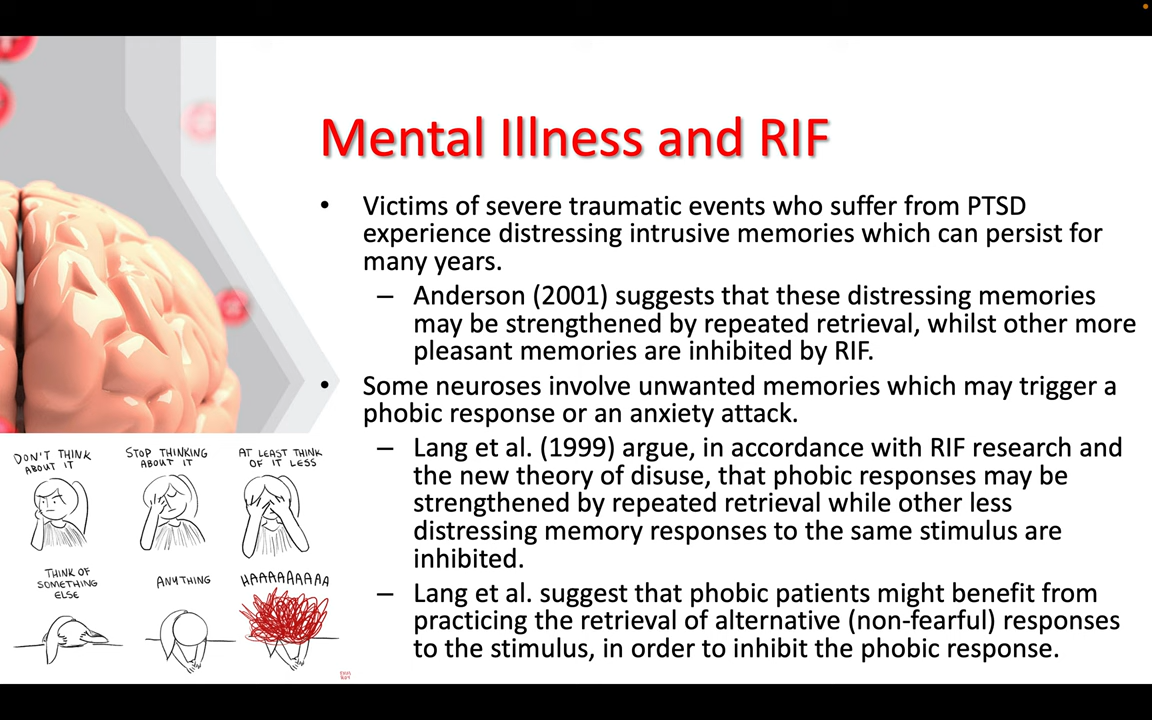 Mental Illness and RIF
• Victims of severe traumatic events who suffer from PTSD
experience distressing intrusive memories which can persist for
many years.
– Anderson (2001) suggests that these distressing memories
may be strengthened by repeated retrieval, whilst other more
pleasant memories are inhibited by RIF.
• Some neuroses involve unwanted memories which may trigger a
phobic response or an anxiety attack.
– Lang et al. (1999) argue, in accordance with RIF research and
the new theory of disuse, that phobic responses may be
strengthened by repeated retrieval while other less
distressing memory responses to the same stimulus are
inhibited.
– Lang et al. suggest that phobic patients might benefit from
practicing the retrieval of alternative (non-fearful) responses
to the stimulus, in order to inhibit the phobic response.
DON'T THINK
ABOUT IT
STOP THINKING
ABOUT IT
AT LEAST THINK
OF IT LESS
THINK OF
SOMETHING
ELSE
ANYTHING
HAAAAAAAAA